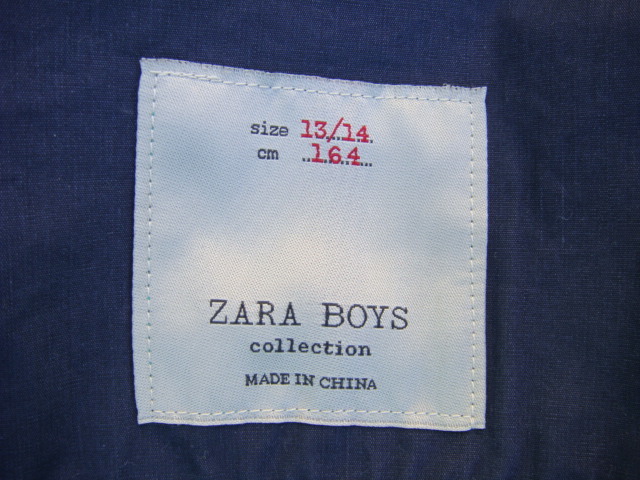 size 13/14
cm 164
ZARA BOYS
collection
MADE IN CHINA